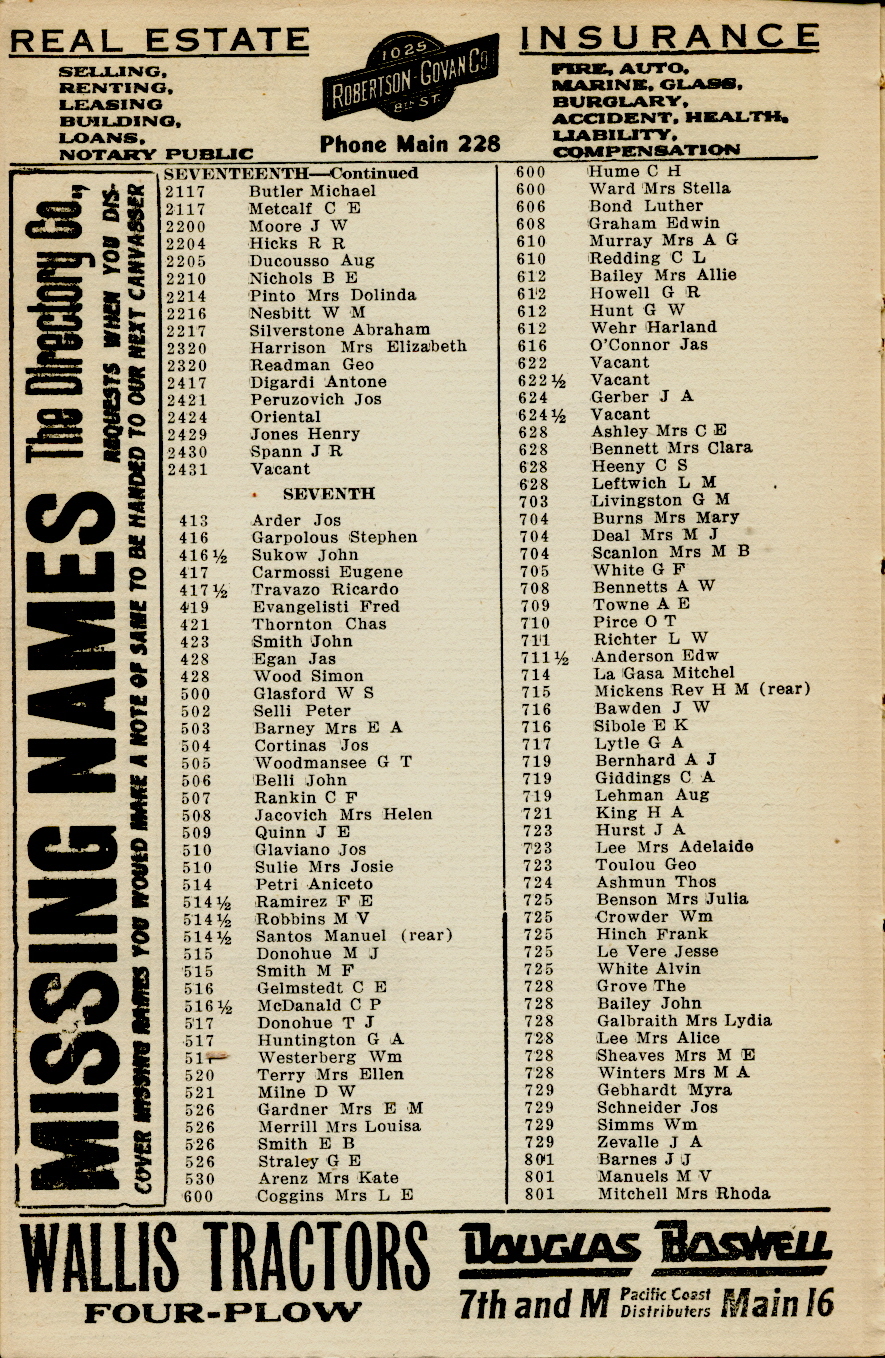 REAL ESTATE
SELLING,
RENTING,
LEASING
BUILDING,
LOANS,
NOTARY PUBLIC
1025
ROBERTSON-GOVAN CO
8th ST.
Phone Main 228
INSURANCE
FIRE, AUTO,
MARINE, GLASS,
BURGLARY,
ACCIDENT, HEALTH,
LIABILITY,
COMPENSATION
MISSING NAMES The Directory Co.,
REQUESTS WHEN YOU DIS-
COVER MISSING NAMES YOU WOULD MAKE A NOTE OF SAME TO BE HANDED TO OUR NEXT CANVASSER
SEVENTEENTH—Continued
2117 Butler Michael
2117 Metcalf C E
2200 Moore J W
2204 Hicks R R
2205 Ducousso Aug
2210 Nichols B E
2214 Pinto Mrs Dolinda
2216 Nesbitt W M
2217 Silverstone Abraham
2320 Harrison Mrs Elizabeth
2320 Readman Geo
2417 Digardi Antone
2421 Peruzovich Jos
2424 Oriental
2429 Jones Henry
2430 Spann J R
2431 Vacant
SEVENTH
413 Arder Jos
416 Garpolous Stephen
416½ Sukow John
417 Carmossi Eugene
417½ Travazo Ricardo
419 Evangelisti Fred
421 Thornton Chas
423 Smith John
428 Egan Jas
428 Wood Simon
500 Glasford W S
502 Selli Peter
503 Barney Mrs E A
504 Cortinas Jos
505 Woodmansee G T
506 Belli John
507 Rankin C F
508 Jacovich Mrs Helen
509 Quinn J E
510 Glaviano Jos
510 Sulie Mrs Josie
514 Petri Aniceto
514½ Ramirez F E
514½ Robbins M V
514½ Santos Manuel (rear)
515 Donohue M J
515 Smith M F
516 Gelmstedt C E
516½ McDanald C P
517 Donohue T J
517 Huntington G A
Westerberg Wm
520 Terry Mrs Ellen
521 Milne D W
526 Gardner Mrs E M
526 Merrill Mrs Louisa
526 Smith E B
526 Straley G E
530 Arenz Mrs Kate
600 Coggins Mrs L E
600 Hume C H
600 Ward Mrs Stella
606 Bond Luther
608 Graham Edwin
610 Murray Mrs A G
610 Redding C L
612 Bailey Mrs Allie
612 Howell G R
612 Hunt G W
612 Wehr Harland
616 O'Connor Jas
622 Vacant
622½ Vacant
624 Gerber J A
624½ Vacant
628 Ashley Mrs C E
628 Bennett Mrs Clara
628 Heeny C S
628 Leftwich L M
703 Livingston G M
704 Burns Mrs Mary
704 Deal Mrs M J
704 Scanlon Mrs M B
705 White G F
708 Bennetts A W
709 Towne A E
710 Pirce O T
711 Richter L W
711½ Anderson Edw
714 La Gasa Mitchel
715 Mickens Rev H M (rear)
716 Bawden J W
716 Sibole E K
717 Lytle G A
719 Bernhard A J
719 Giddings C A
719 Lehman Aug
721 King H A
723 Hurst J A
723 Lee Mrs Adelaide
723 Toulou Geo
724 Ashmun Thos
725 Benson Mrs Julia
725 Crowder Wm
725 Hinch Frank
725 Le Vere Jesse
725 White Alvin
728 Grove The
728 Bailey John
728 Galbraith Mrs Lydia
728 Lee Mrs Alice
728 Sheaves Mrs M E
728 Winters Mrs M A
729 Gebhardt Myra
729 Schneider Jos
729 Simms Wm
729 Zevalle J A
801 Barnes J J
801 Manuels M V
801 Mitchell Mrs Rhoda
WALLIS TRACTORS
FOUR-PLOW
DOUGLAS BOSWELL
7th and M Pacific Coast Distributers Main 16